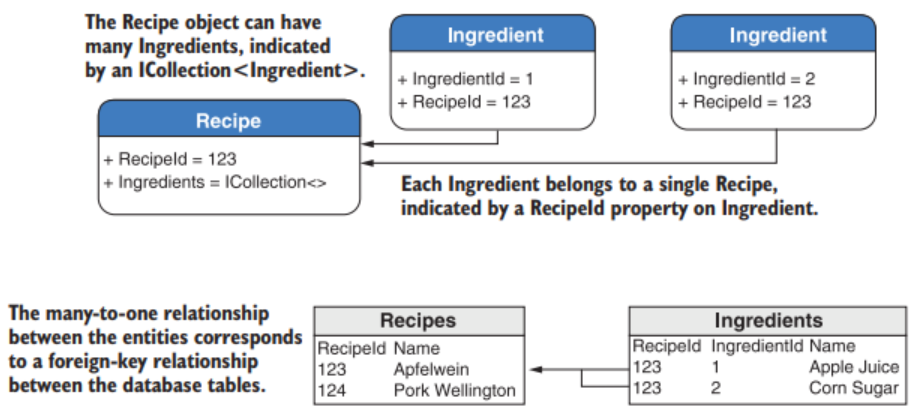 The Recipe object can have
many Ingredients, indicated
by an ICollection<Ingredient>.
Ingredient
+ IngredientId = 1
+ RecipeId = 123
Ingredient
+ IngredientId = 2
+ RecipeId = 123
Recipe
+ RecipeId = 123
+ Ingredients = ICollection<>
Each Ingredient belongs to a single Recipe,
indicated by a RecipeId property on Ingredient.
The many-to-one relationship
between the entities corresponds
to a foreign-key relationship
between the database tables.
Recipes
RecipeId Name
123 Apfelwein
124 Pork Wellington
Ingredients
RecipeId IngredientId Name
123 1 Apple Juice
123 2 Corn Sugar